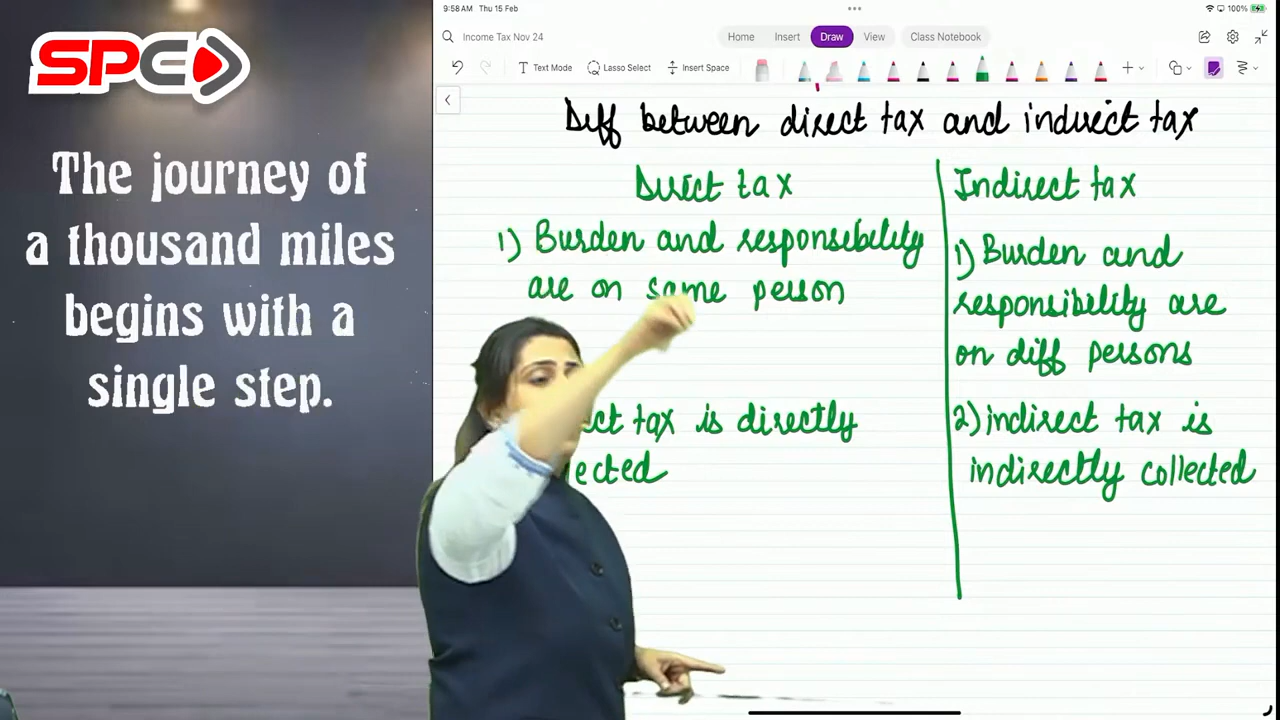 SPED
The journey of
a thousand miles
begins with a
single step.
9:58 AM Thu 15 Feb
100%
Income Tax Nov 24
Home Insert Draw View Class Notebook
Text Mode Lasso Select Insert Space
Diff between direct tax and indirect tax
Direct tax
1) Burden and responsibility
are on same person
tax is directly
Indirect tax
1) Burden and
responsibility are
on diff persons
2) indirect tax is
indirectly collected